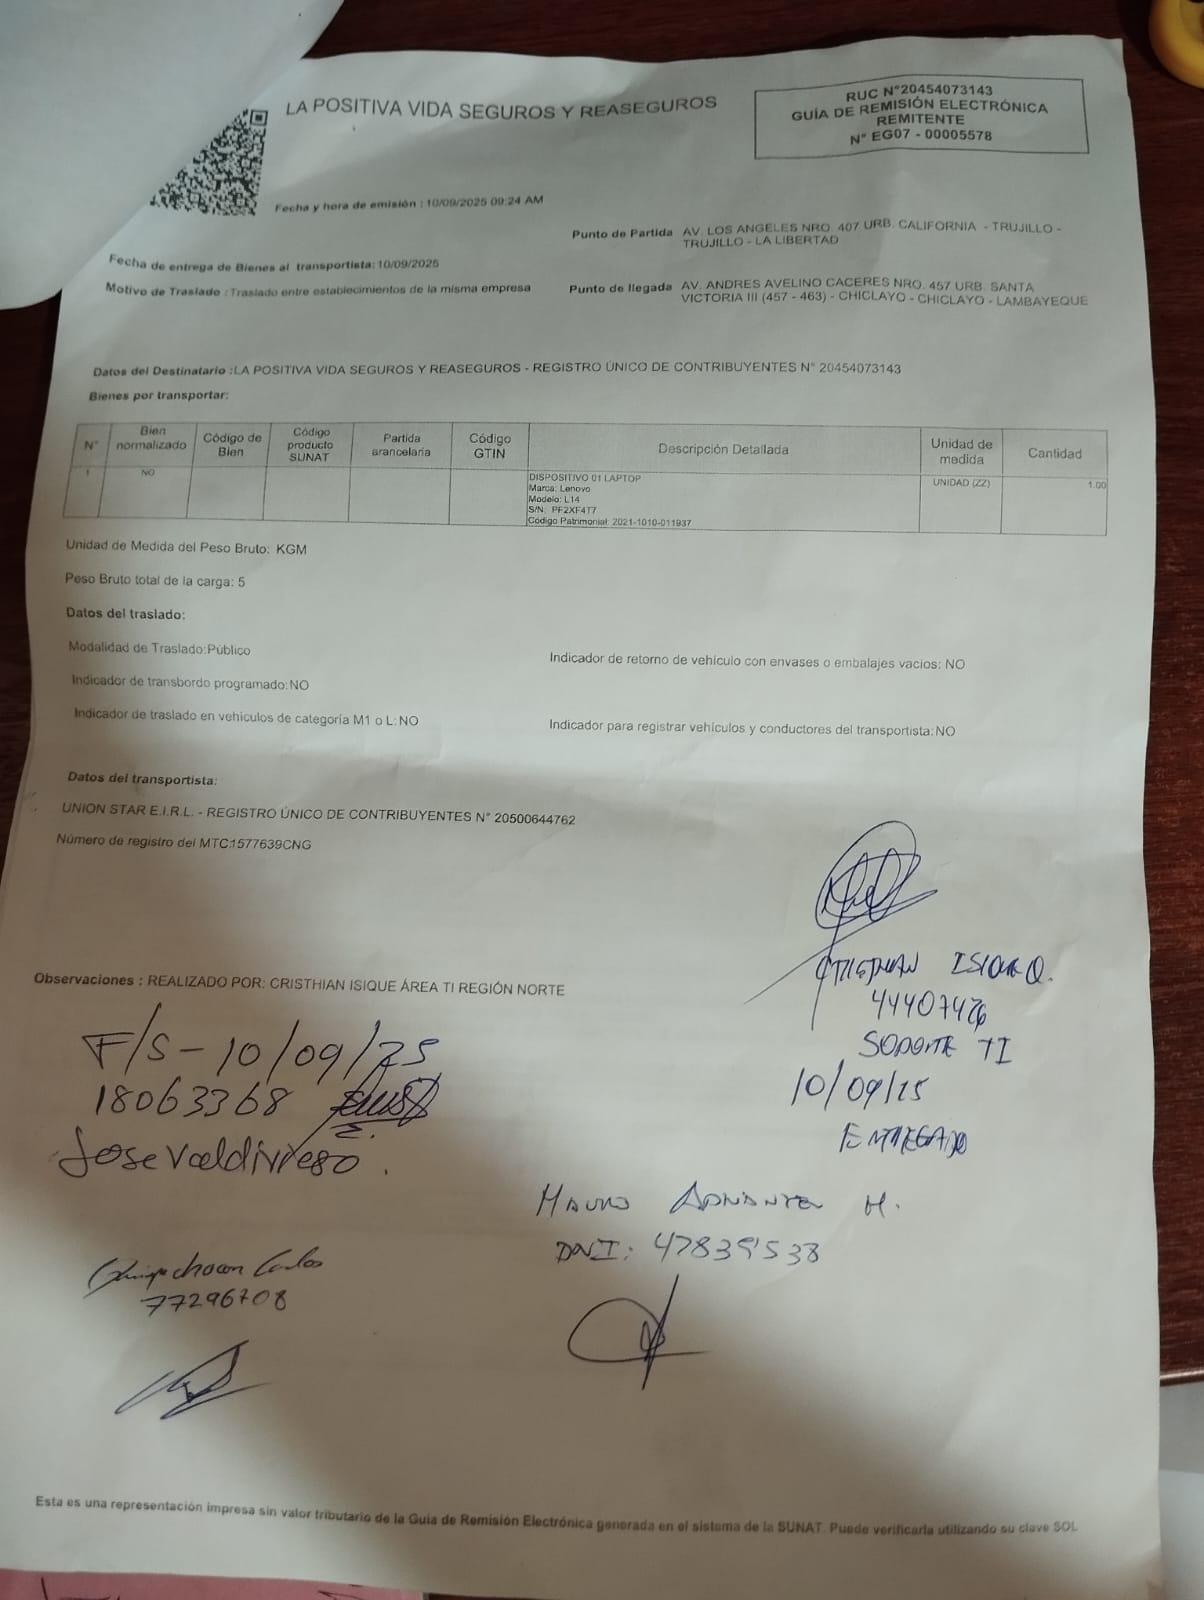 LA POSITIVA VIDA SEGUROS Y REASEGUROS
RUC N°20454073143
GUÍA DE REMISIÓN ELECTRÓNICA
REMITENTE
N° EG07 - 00005578
Fecha y hora de emisión : 10/09/2025 09:24 AM
Punto de Partida AV. LOS ANGELES NRO. 407 URB. CALIFORNIA - TRUJILLO -
TRUJILLO - LA LIBERTAD
Fecha de entrega de Bienes al transportista: 10/09/2025
Motivo de Traslado :Traslado entre establecimientos de la misma empresa
Punto de llegada AV. ANDRES AVELINO CACERES NRO. 457 URB. SANTA
VICTORIA III (457 - 463) - CHICLAYO - CHICLAYO - LAMBAYEQUE
Datos del Destinatario :LA POSITIVA VIDA SEGUROS Y REASEGUROS - REGISTRO ÚNICO DE CONTRIBUYENTES N° 20454073143
Bienes por transportar:
N° Bien normalizado Código de Bien Código producto SUNAT Partida arancelaria Código GTIN Descripción Detallada Unidad de medida Cantidad
1 NO DISPOSITIVO 01 LAPTOP UNIDAD (ZZ) 1.00
Marca: Lenovo
Modelo: L14
S/N: PF2XF4T7
Código Patrimonial: 2021-1010-011937
Unidad de Medida del Peso Bruto: KGM
Peso Bruto total de la carga: 5
Datos del traslado:
Modalidad de Traslado:Público
Indicador de retorno de vehículo con envases o embalajes vacios: NO
Indicador de transbordo programado:NO
Indicador de traslado en vehículos de categoría M1 o L:NO
Indicador para registrar vehículos y conductores del transportista:NO
Datos del transportista:
UNION STAR E.I.R.L. - REGISTRO ÚNICO DE CONTRIBUYENTES N° 20500644762
Número de registro del MTC:1577639CNG
Observaciones : REALIZADO POR: CRISTHIAN ISIQUE ÁREA TI REGIÓN NORTE
ISIQUE Q.
44407426
SOPORTE TI
10/09/25
ENTREGADO
F/S - 10/09/25
18063368
Jose Valdiviezo.
Mauro M.
DNI: 47839538
Carlos
77296708
Esta es una representación impresa sin valor tributario de la Guía de Remisión Electrónica generada en el sistema de la SUNAT. Puede verificarla utilizando su clave SOL